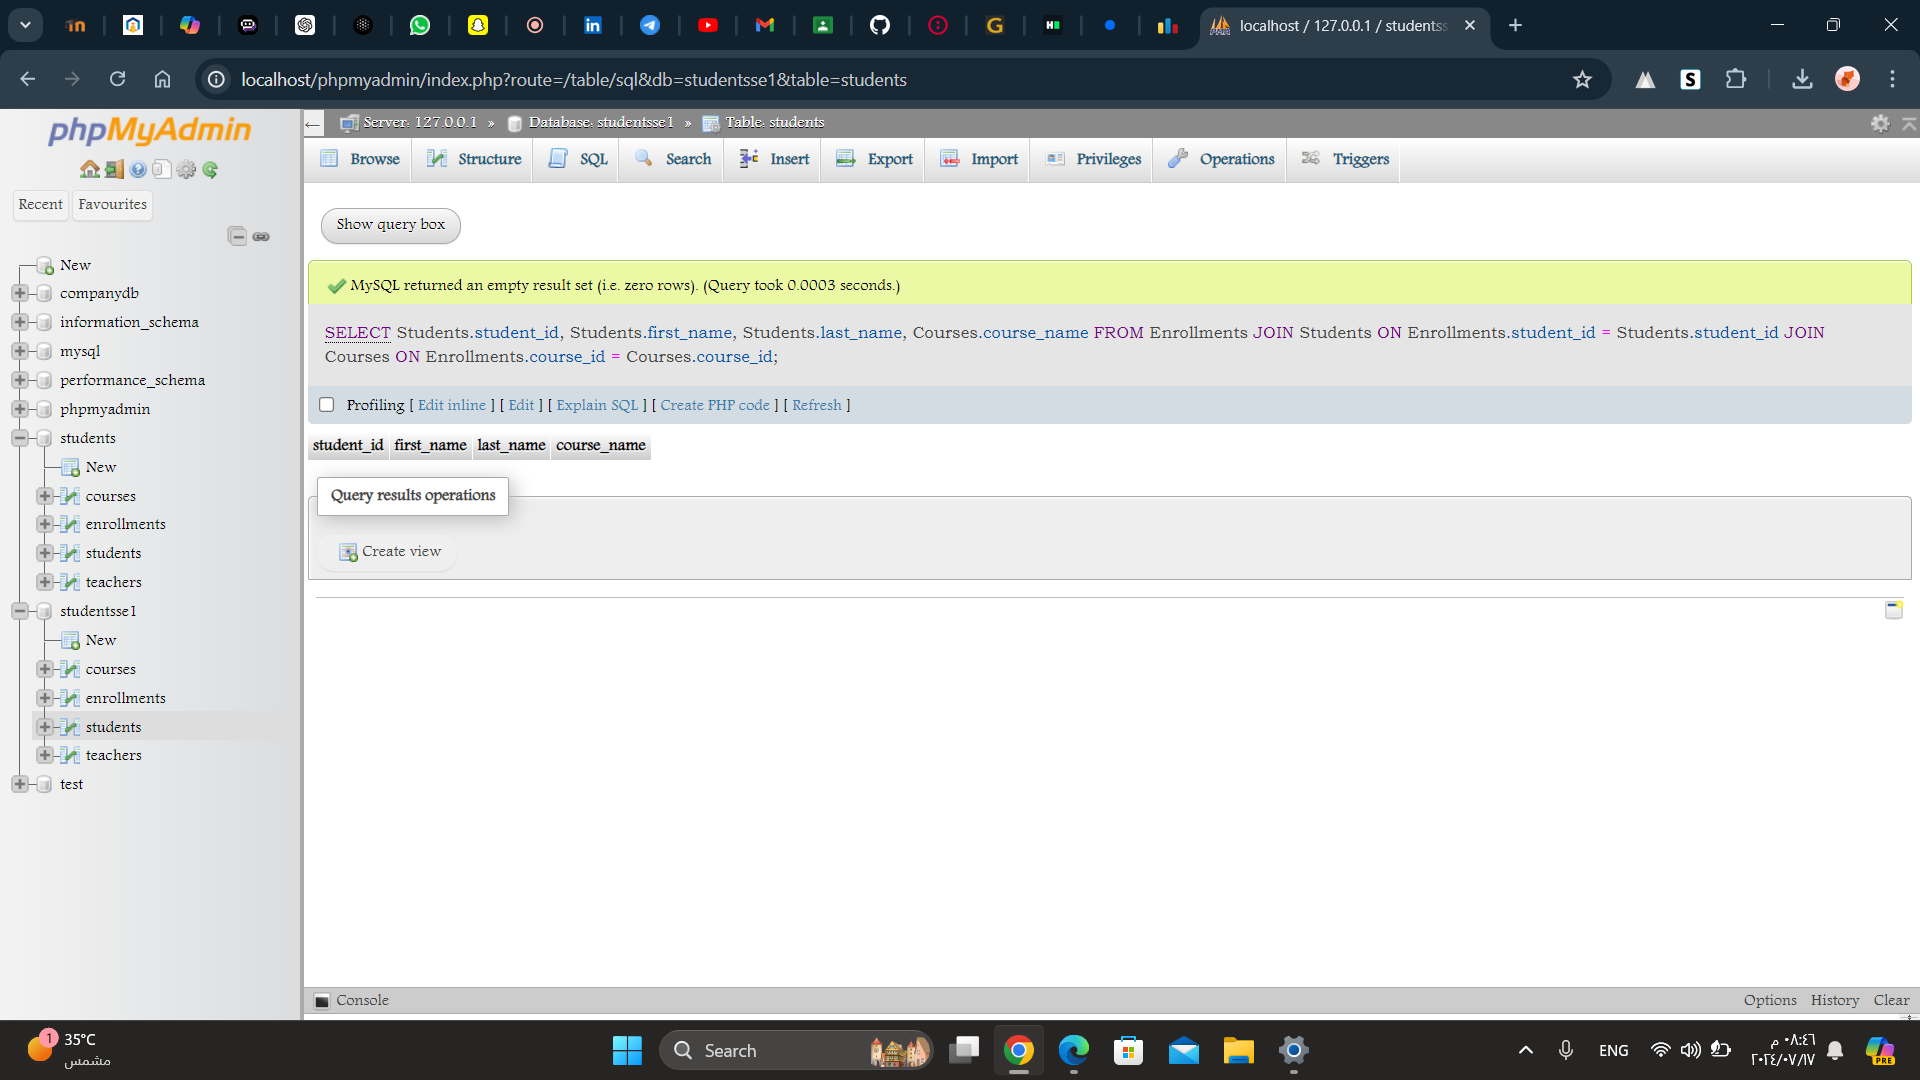 localhost / 127.0.0.1 / studentss
localhost/phpmyadmin/index.php?route=/table/sql&db=studentsse1&table=students
phpMyAdmin
Recent Favourites
New
companydb
information_schema
mysql
performance_schema
phpmyadmin
students
New
courses
enrollments
students
teachers
studentsse1
New
courses
enrollments
students
teachers
test
Server: 127.0.0.1 » Database: studentsse1 » Table: students
Browse Structure SQL Search Insert Export Import Privileges Operations Triggers
Show query box
MySQL returned an empty result set (i.e. zero rows). (Query took 0.0003 seconds.)
SELECT Students.student_id, Students.first_name, Students.last_name, Courses.course_name FROM Enrollments JOIN Students ON Enrollments.student_id = Students.student_id JOIN
Courses ON Enrollments.course_id = Courses.course_id;
Profiling [ Edit inline ] [ Edit ] [ Explain SQL ] [ Create PHP code ] [ Refresh ]
student_id first_name last_name course_name
Query results operations
Create view
Console
Options History Clear
1
35°C
مشمس
Search
ENG
٠٨:٤٦ م
٢٠٢٤/٠٧/١٧
PRE